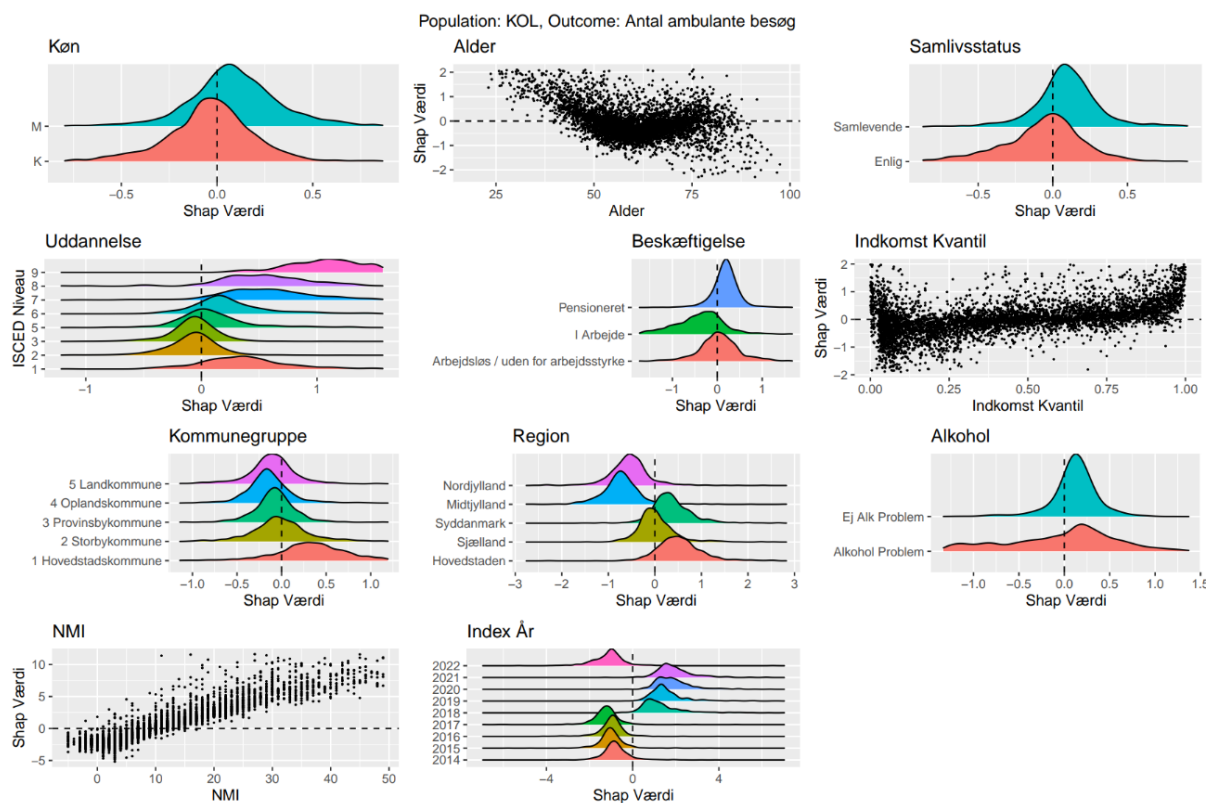 Population: KOL, Outcome: Antal ambulante besøg
Køn
M
K
−0.5
0.0
0.5
Shap Værdi
Alder
Shap Værdi
2
1
0
−1
−2
25
50
75
100
Alder
Samlivsstatus
Samlevende
Enlig
−0.5
0.0
0.5
Shap Værdi
Uddannelse
ISCED Niveau
9
8
7
6
5
3
2
1
−1
0
1
Shap Værdi
Beskæftigelse
Pensioneret
I Arbejde
Arbejdsløs / uden for arbejdsstyrke
−1
0
1
Shap Værdi
Indkomst Kvantil
Shap Værdi
2
1
0
−1
−2
0.00
0.25
0.50
0.75
1.00
Indkomst Kvantil
Kommunegruppe
5 Landkommune
4 Oplandskommune
3 Provinsbykommune
2 Storbykommune
1 Hovedstadskommune
−1.0
−0.5
0.0
0.5
1.0
Shap Værdi
Region
Nordjylland
Midtjylland
Syddanmark
Sjælland
Hovedstaden
−3
−2
−1
0
1
2
3
Shap Værdi
Alkohol
Ej Alk Problem
Alkohol Problem
−1.0
−0.5
0.0
0.5
1.0
1.5
Shap Værdi
NMI
Shap Værdi
10
5
0
−5
0
10
20
30
40
50
NMI
Index År
2022
2021
2020
2019
2018
2017
2016
2015
2014
−4
0
4
Shap Værdi